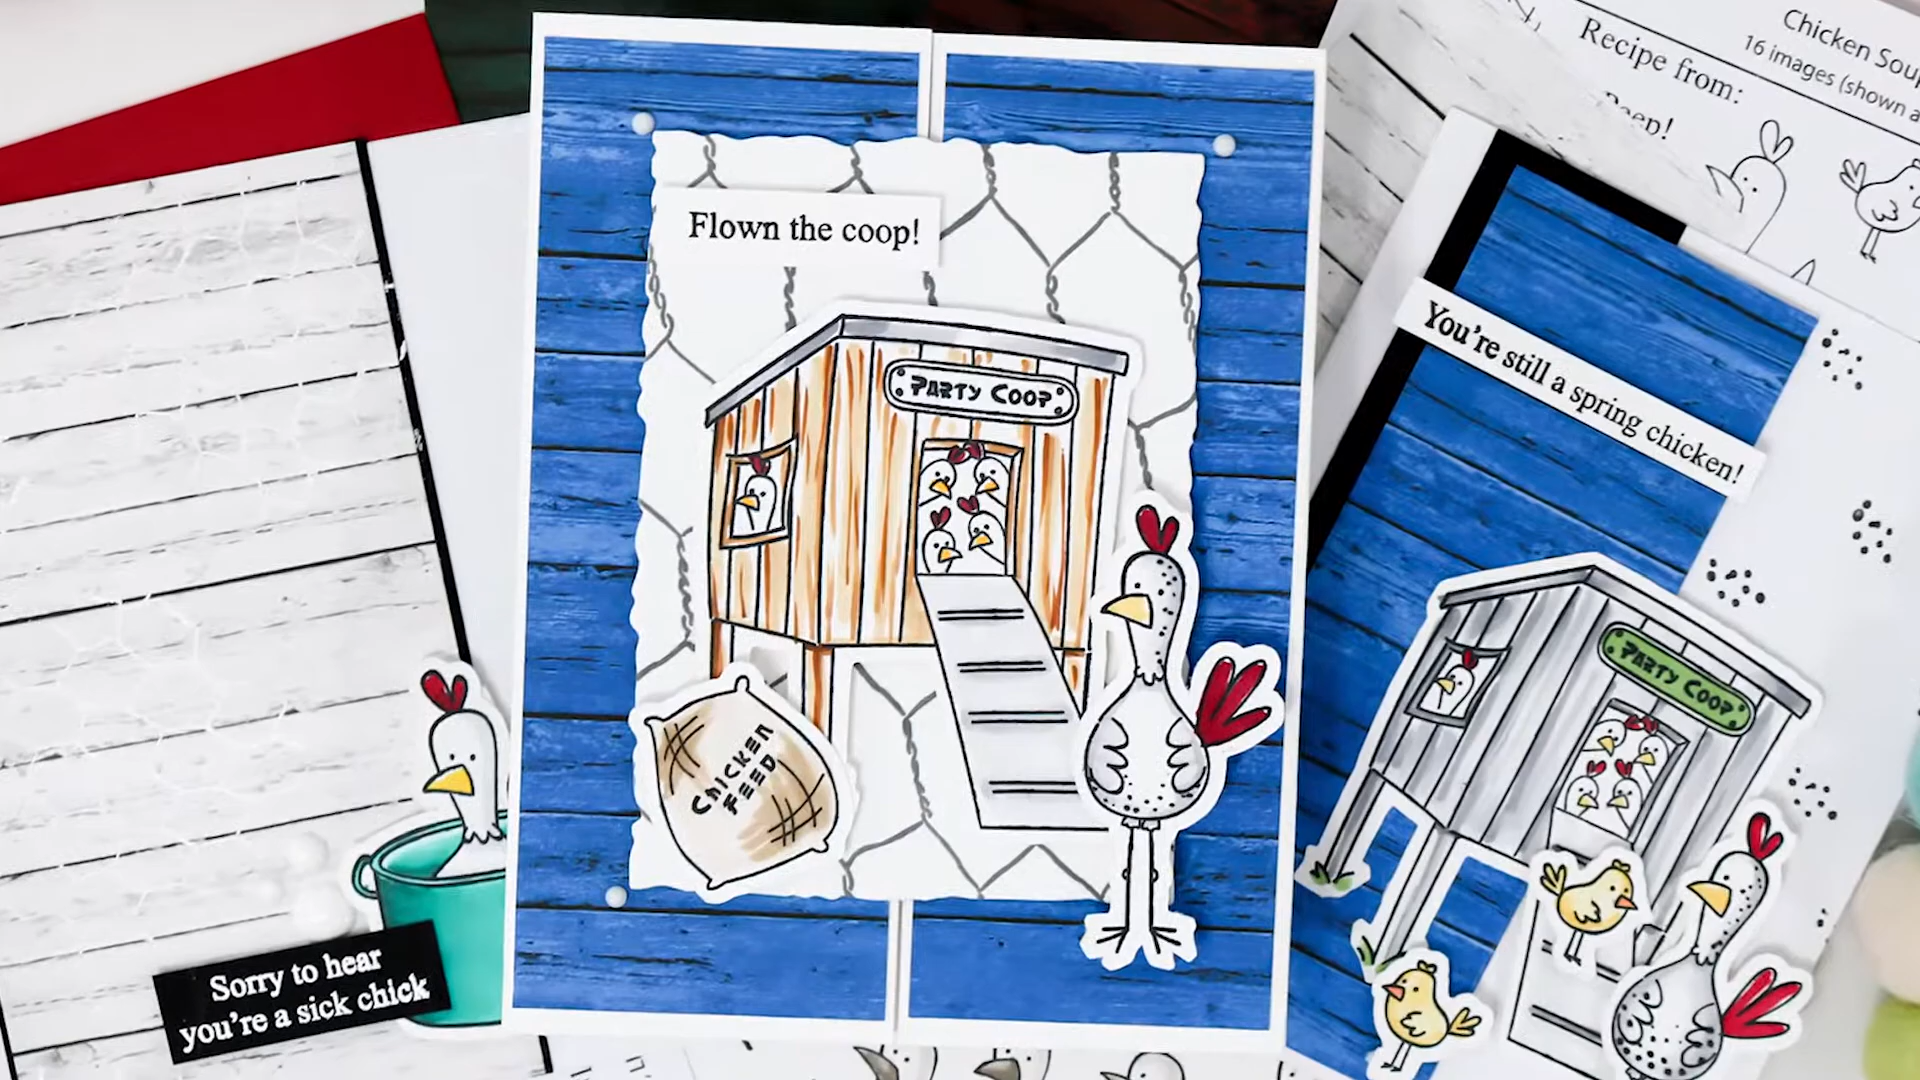 Flown the coop!
PARTY COOP
CHICKEN
FEED
Sorry to hear
you're a sick chick
You're still a spring chicken!
PARTY COOP
Recipe from:
Chicken Soup
16 images (shown a